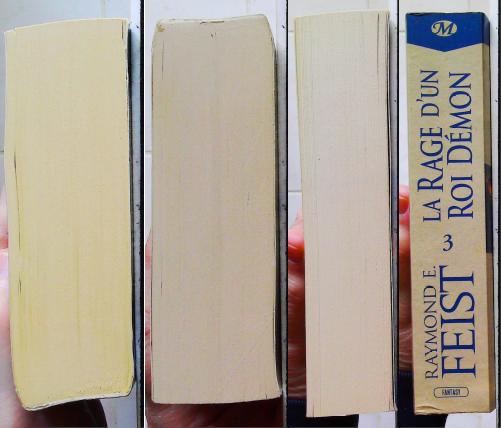 M
LA RAGE D'UN
ROI DÉMON
3
RAYMOND E.
FEIST
FANTASY